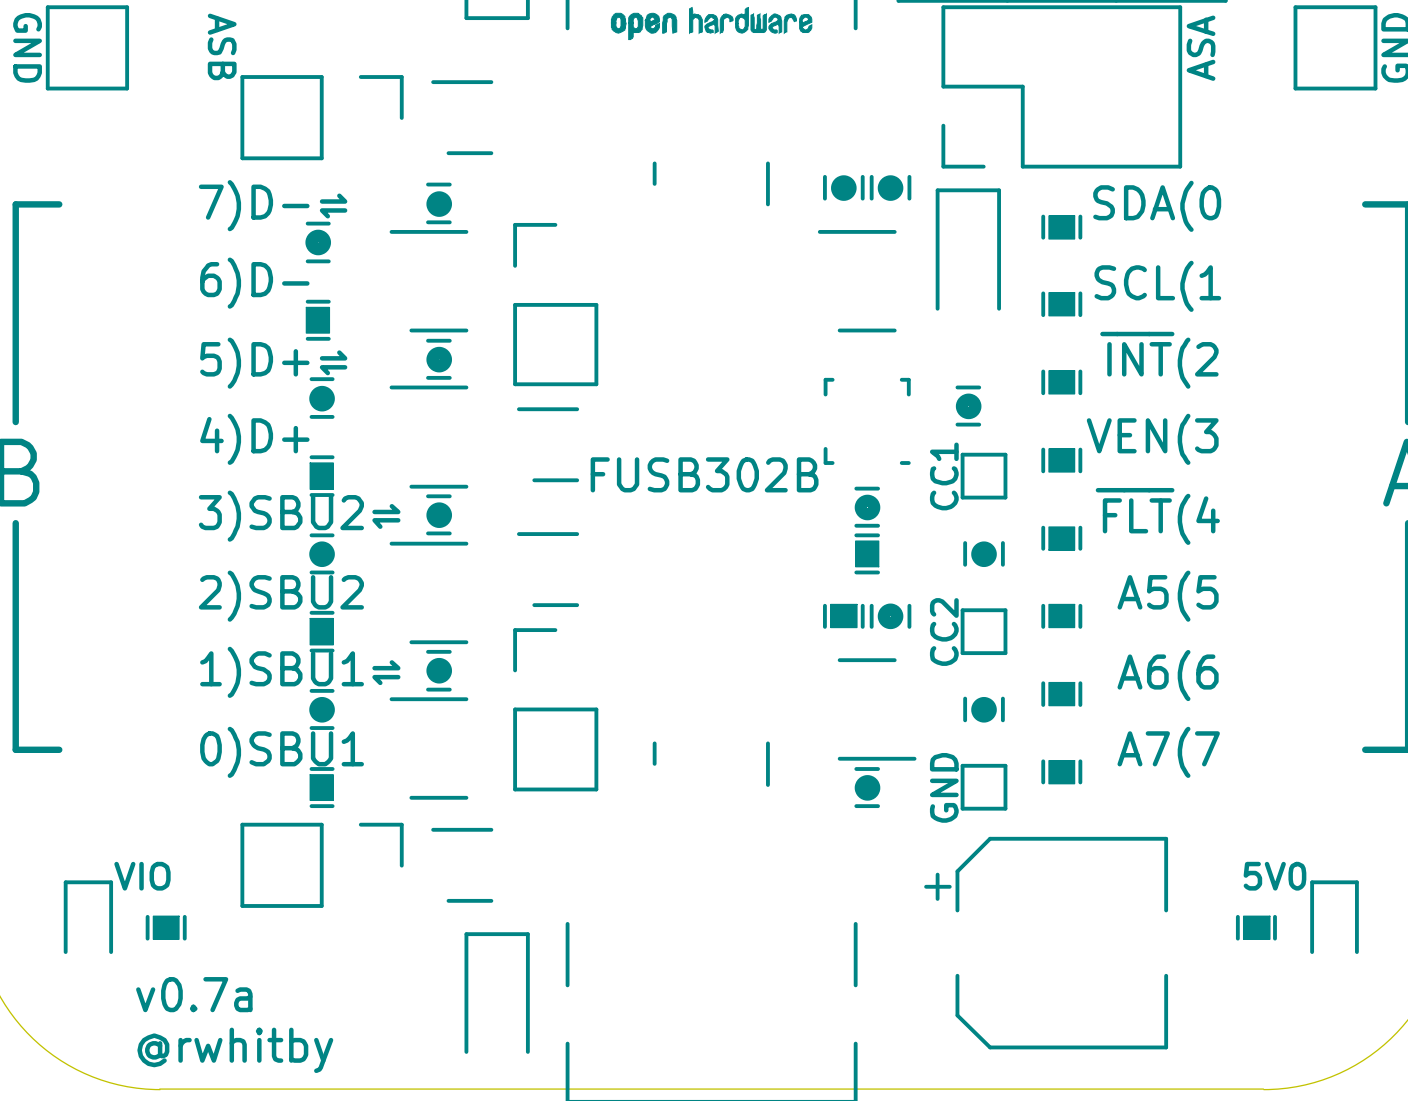 open hardware
GND
ASB
ASA
GND
7)D-⇌
SDA(0
6)D-
SCL(1
5)D+⇌
INT(2
4)D+
VEN(3
B
FUSB302B
CC1
A
3)SBU2⇌
FLT(4
2)SBU2
A5(5
CC2
1)SBU1⇌
A6(6
0)SBU1
A7(7
GND
VIO
+
5V0
v0.7a
@rwhitby